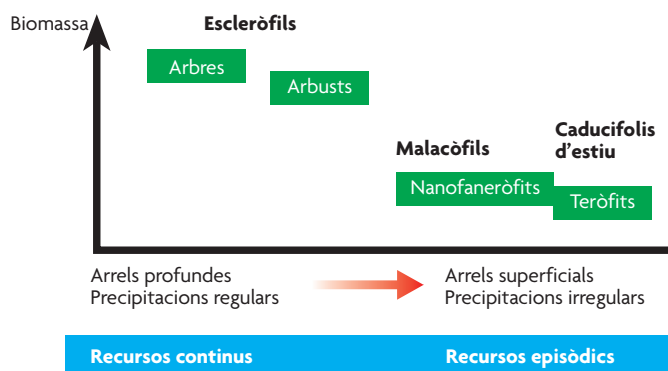 Biomassa
Escleròfils
Arbres
Arbusts
Malacòfils
Caducifolis
d’estiu
Nanofaneròfits
Teròfits
Arrels profundes
Precipitacions regulars
Arrels superficials
Precipitacions irregulars
Recursos continus
Recursos episòdics